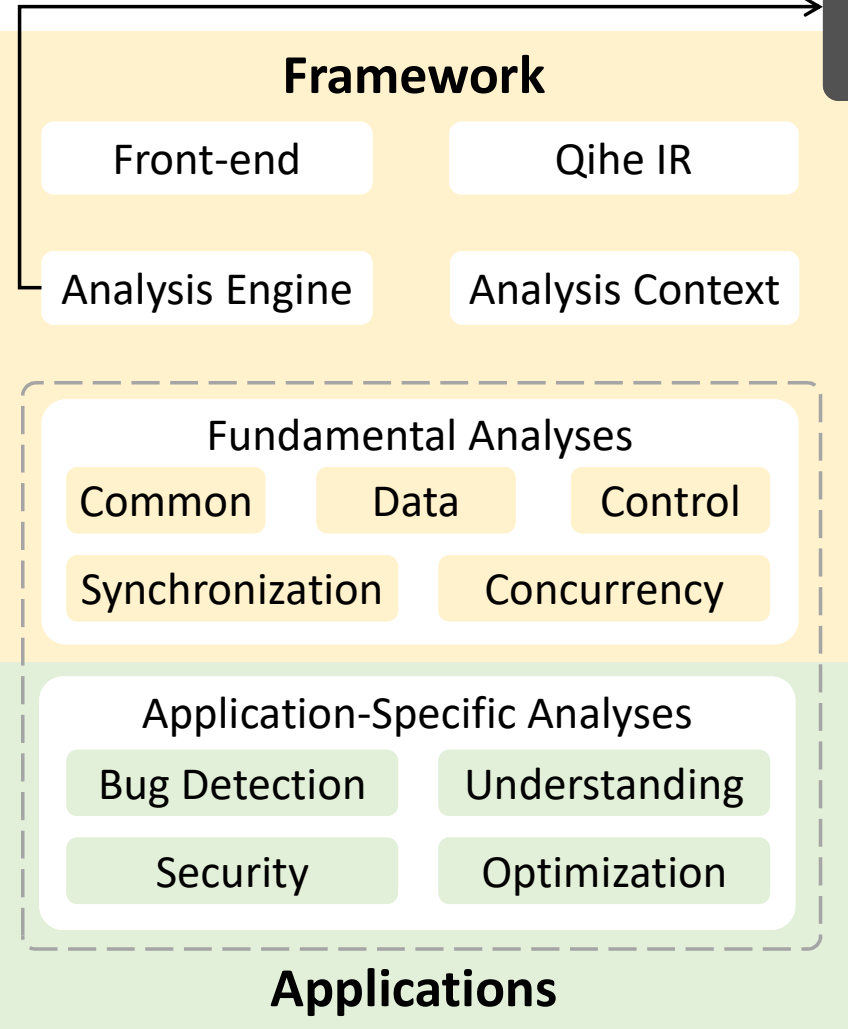 Framework
Front-end
Qihe IR
Analysis Engine
Analysis Context
Fundamental Analyses
Common
Data
Control
Synchronization
Concurrency
Application-Specific Analyses
Bug Detection
Understanding
Security
Optimization
Applications